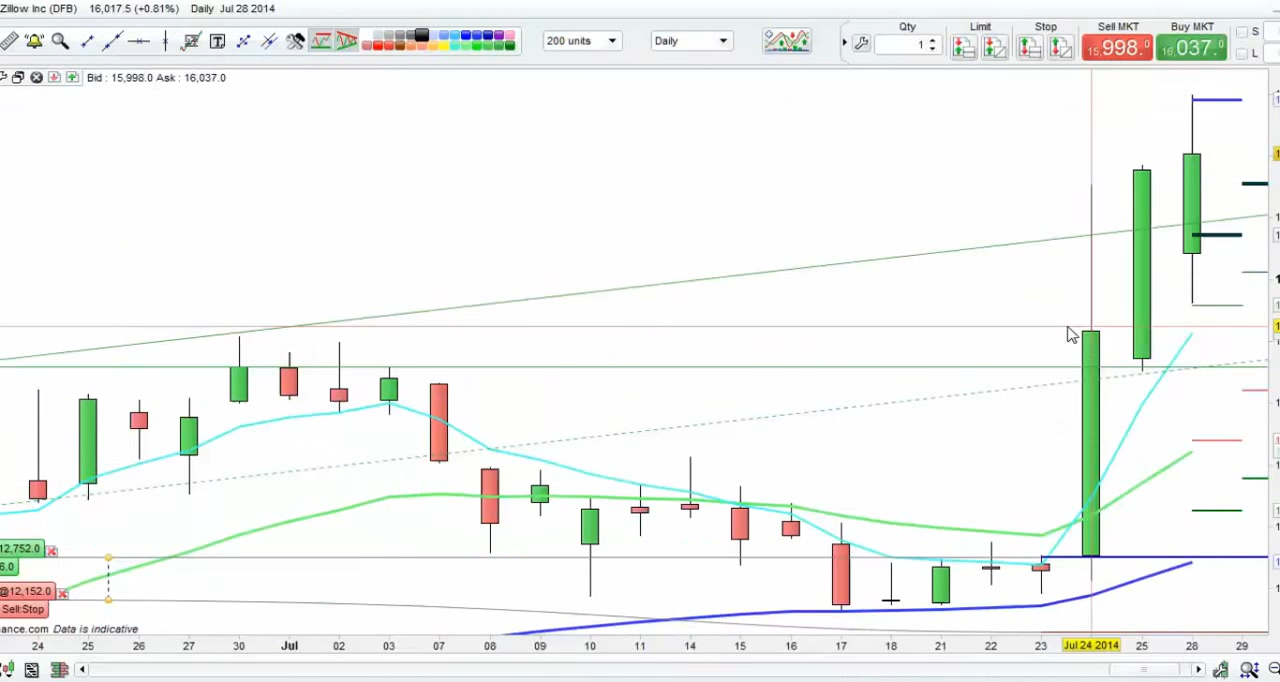 Zillow Inc (DFB) 16,017.5 (+0.81%) Daily Jul 28 2014
200 units Daily Qty 1 Limit Stop Sell MKT 15,998.0 Buy MKT 16,037.0 S L
Bid : 15,998.0 Ask : 16,037.0
12,752.0
6.0
@12,152.0
Sell:Stop
nance.com Data is indicative
24 25 26 27 30 Jul 02 03 07 08 09 10 11 14 15 16 17 18 21 22 23 Jul 24 2014 25 28 29